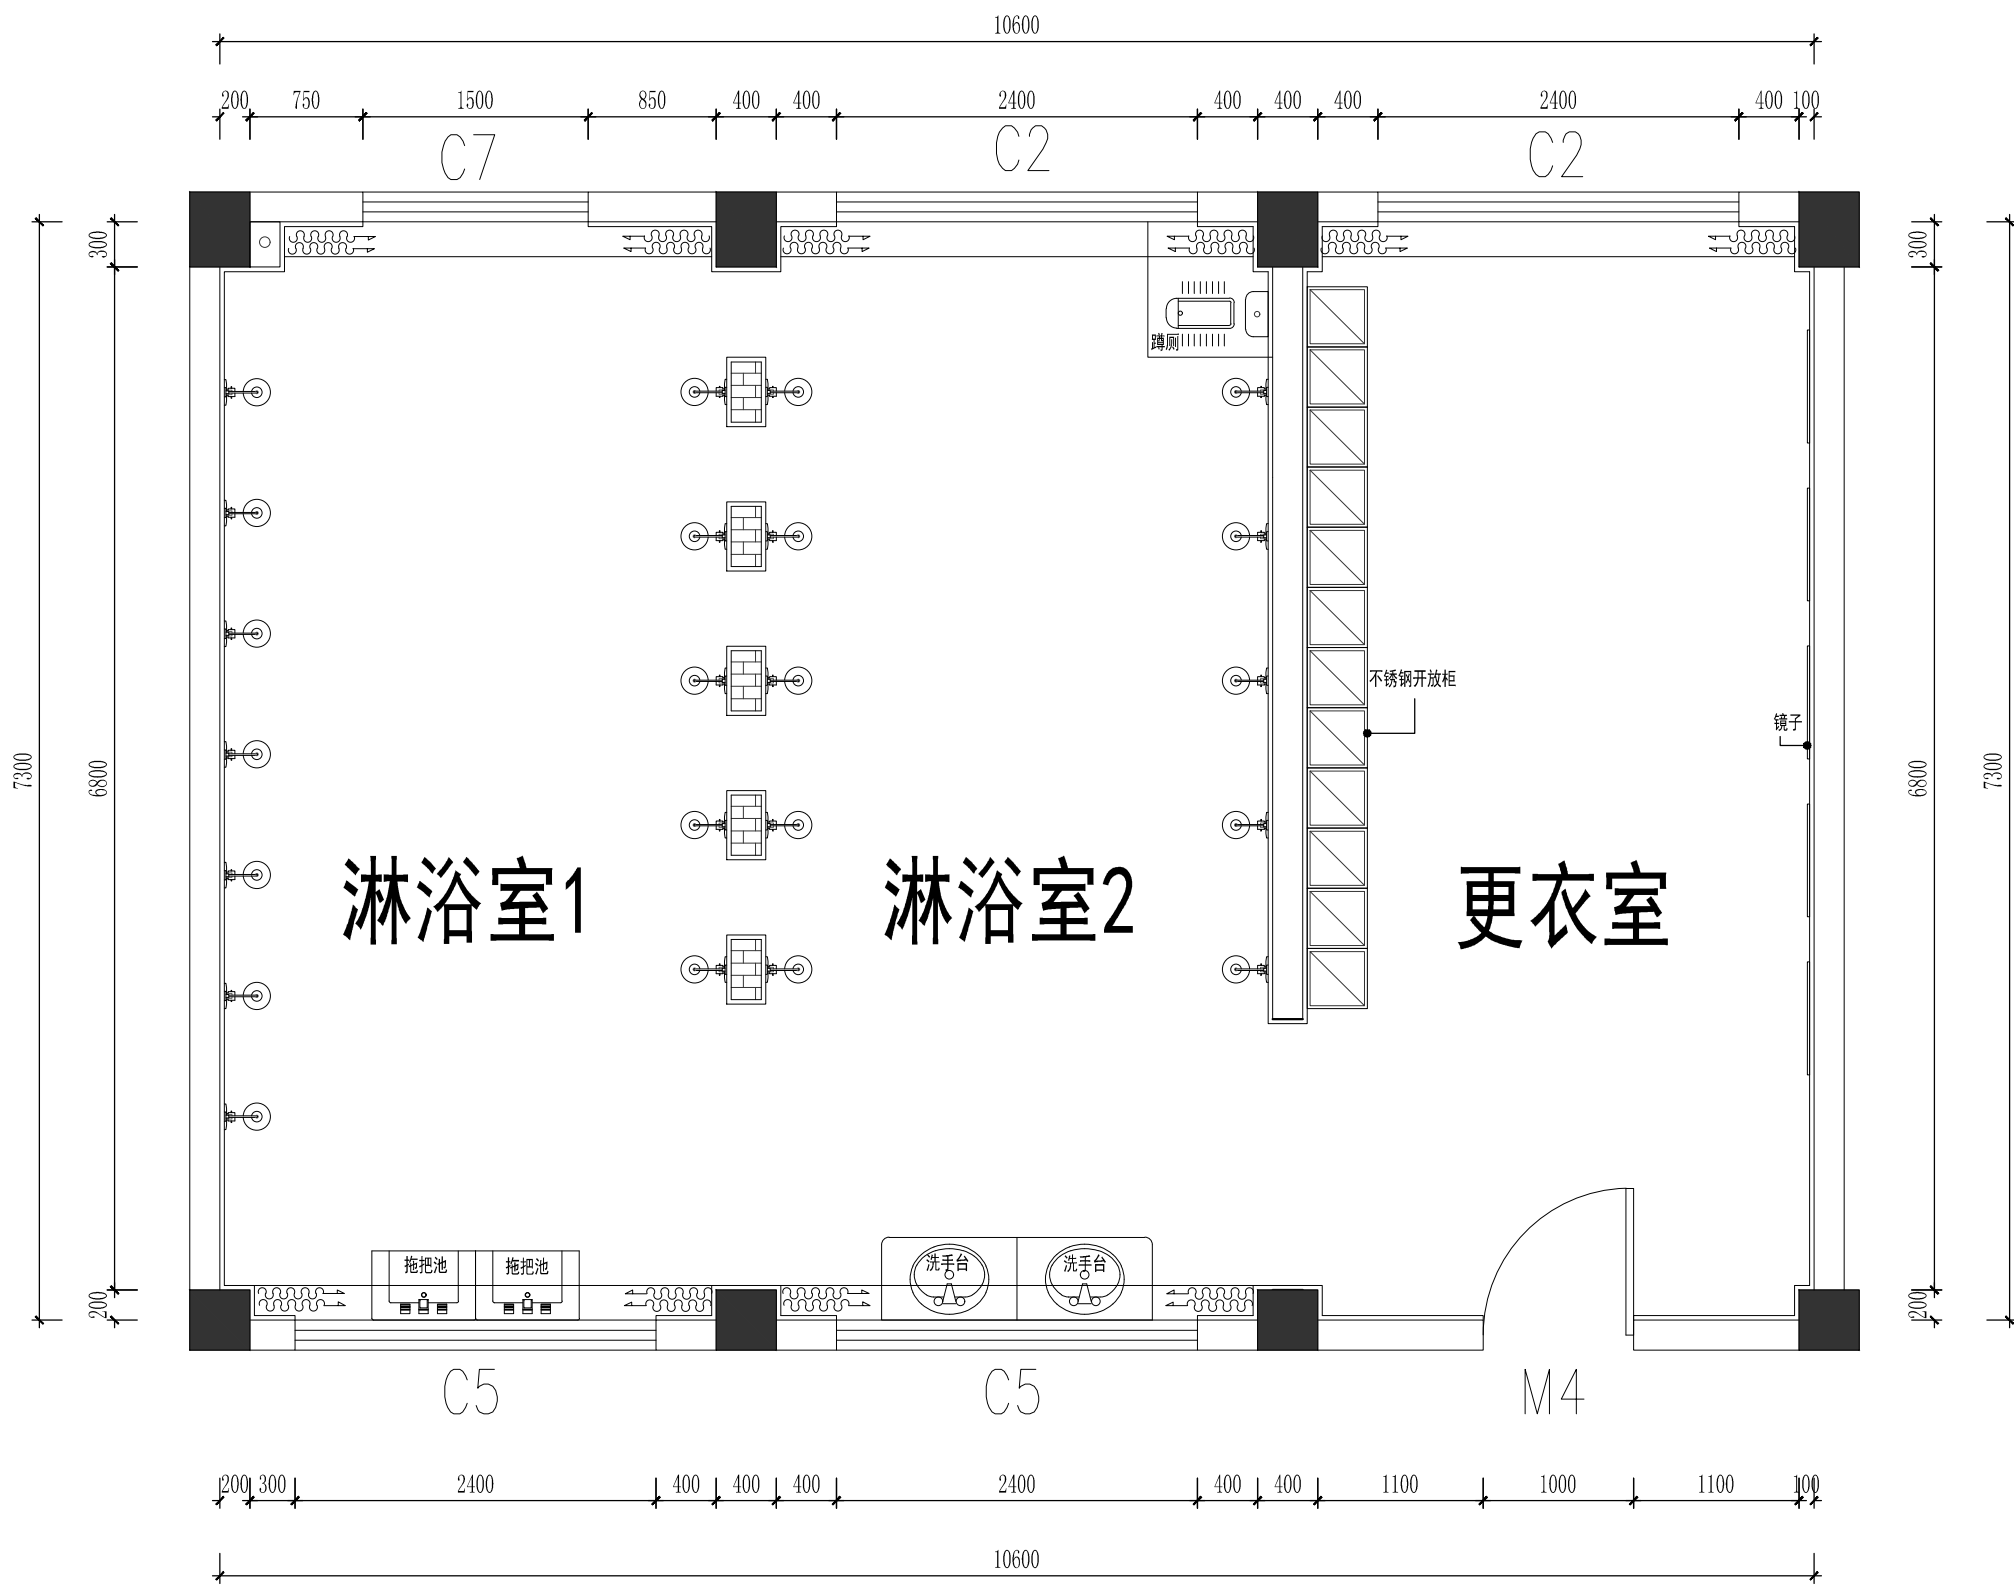 10600
200 750 1500 850 400 400 2400 400 400 400 2400 400 100
C7 C2 C2
300 300
蹲厕
不锈钢开放柜
镜子
7300 6800 6800 7300
淋浴室1 淋浴室2 更衣室
拖把池 拖把池 洗手台 洗手台
200 200
C5 C5 M4
200 300 2400 400 400 400 2400 400 400 1100 1000 1100 100
10600